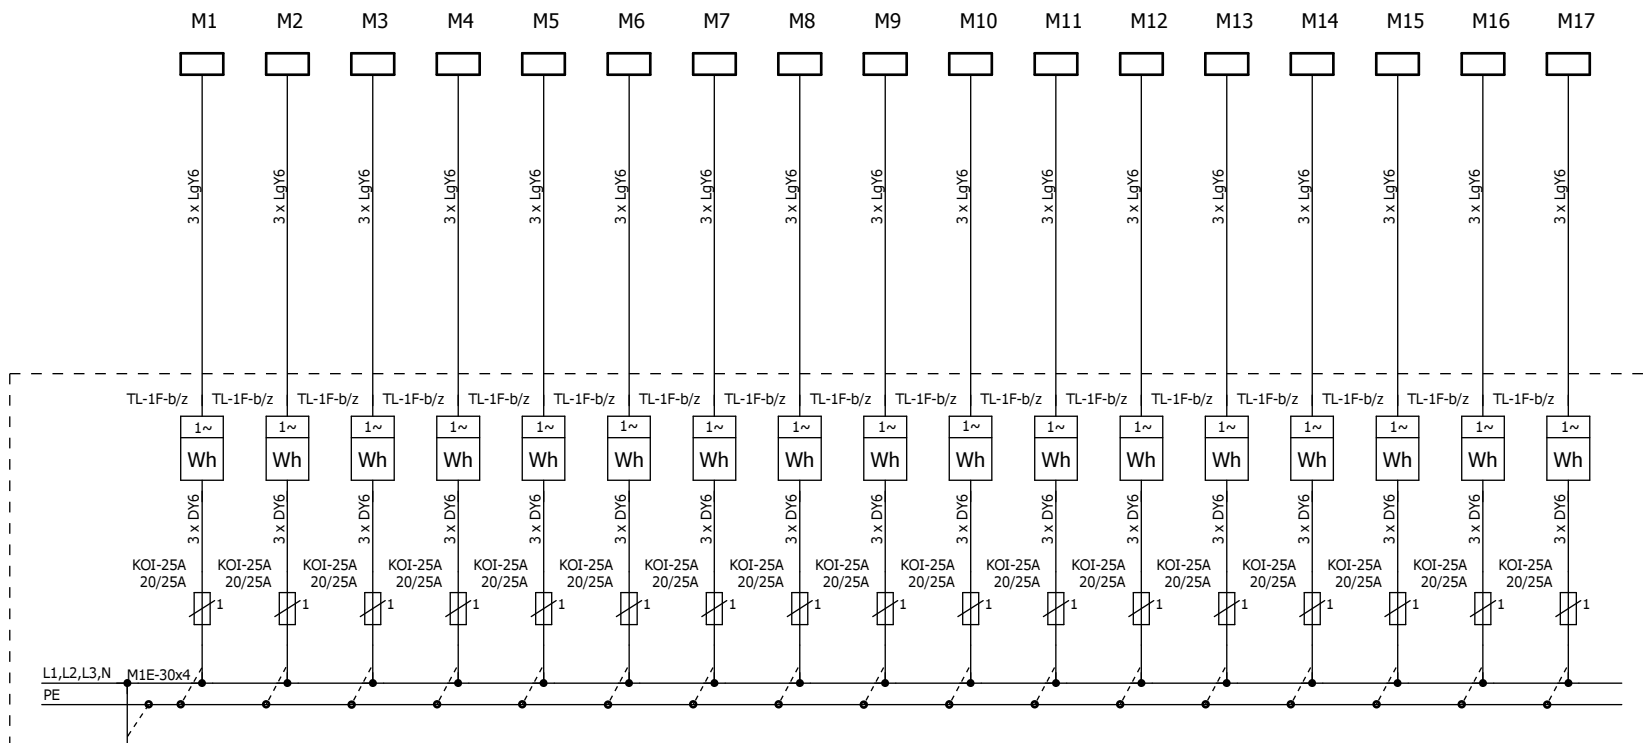 M1 M2 M3 M4 M5 M6 M7 M8 M9 M10 M11 M12 M13 M14 M15 M16 M17
3 x LgY6 3 x LgY6 3 x LgY6 3 x LgY6 3 x LgY6 3 x LgY6 3 x LgY6 3 x LgY6 3 x LgY6 3 x LgY6 3 x LgY6 3 x LgY6 3 x LgY6 3 x LgY6 3 x LgY6 3 x LgY6 3 x LgY6
TL-1F-b/z TL-1F-b/z TL-1F-b/z TL-1F-b/z TL-1F-b/z TL-1F-b/z TL-1F-b/z TL-1F-b/z TL-1F-b/z TL-1F-b/z TL-1F-b/z TL-1F-b/z TL-1F-b/z TL-1F-b/z TL-1F-b/z TL-1F-b/z TL-1F-b/z
1~ 1~ 1~ 1~ 1~ 1~ 1~ 1~ 1~ 1~ 1~ 1~ 1~ 1~ 1~ 1~ 1~
Wh Wh Wh Wh Wh Wh Wh Wh Wh Wh Wh Wh Wh Wh Wh Wh Wh
3 x DY6 3 x DY6 3 x DY6 3 x DY6 3 x DY6 3 x DY6 3 x DY6 3 x DY6 3 x DY6 3 x DY6 3 x DY6 3 x DY6 3 x DY6 3 x DY6 3 x DY6 3 x DY6 3 x DY6
KOI-25A KOI-25A KOI-25A KOI-25A KOI-25A KOI-25A KOI-25A KOI-25A KOI-25A KOI-25A KOI-25A KOI-25A KOI-25A KOI-25A KOI-25A KOI-25A KOI-25A
20/25A 20/25A 20/25A 20/25A 20/25A 20/25A 20/25A 20/25A 20/25A 20/25A 20/25A 20/25A 20/25A 20/25A 20/25A 20/25A 20/25A
1 1 1 1 1 1 1 1 1 1 1 1 1 1 1 1 1
L1,L2,L3,N M1E-30x4
PE